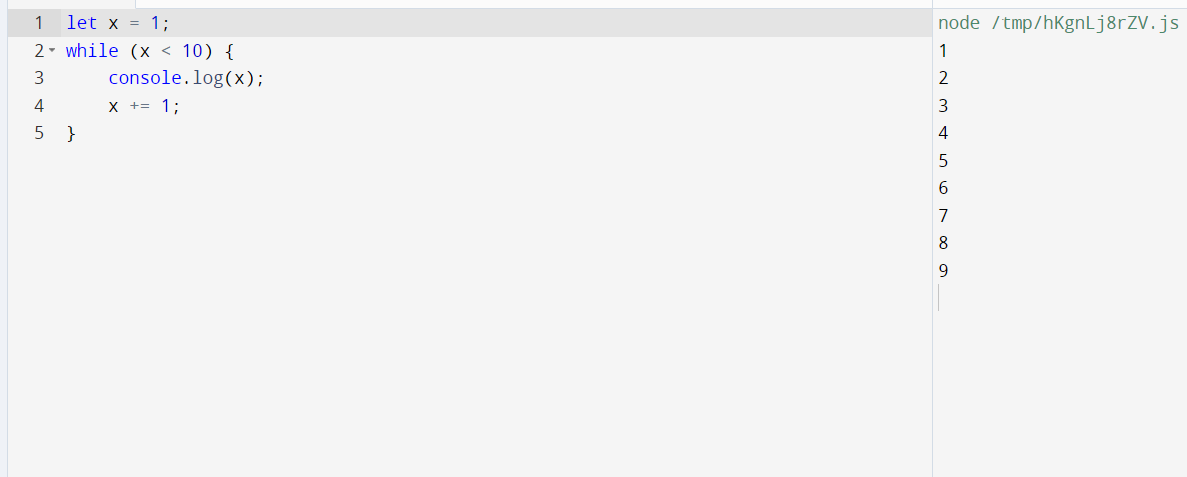 1 let x = 1;
2 while (x < 10) {
3     console.log(x);
4     x += 1;
5 }
node /tmp/hKgnLj8rZV.js
1
2
3
4
5
6
7
8
9